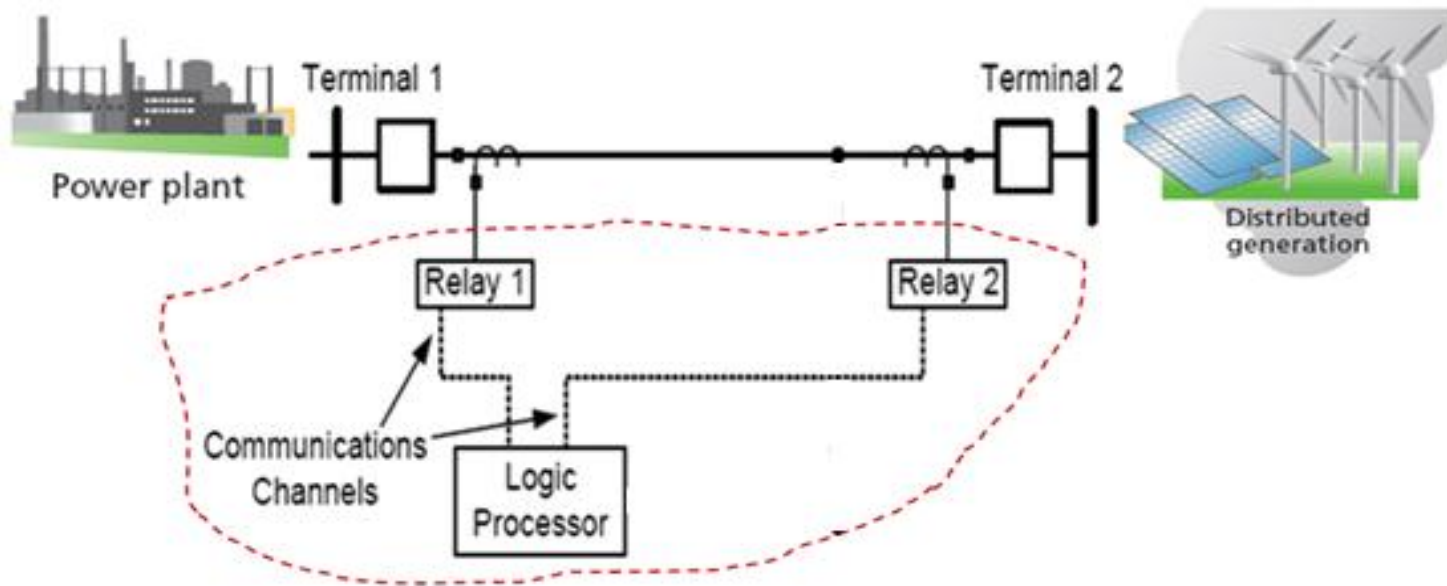 Terminal 1
Terminal 2
Power plant
Distributed
generation
Relay 1
Relay 2
Communications
Channels
Logic
Processor